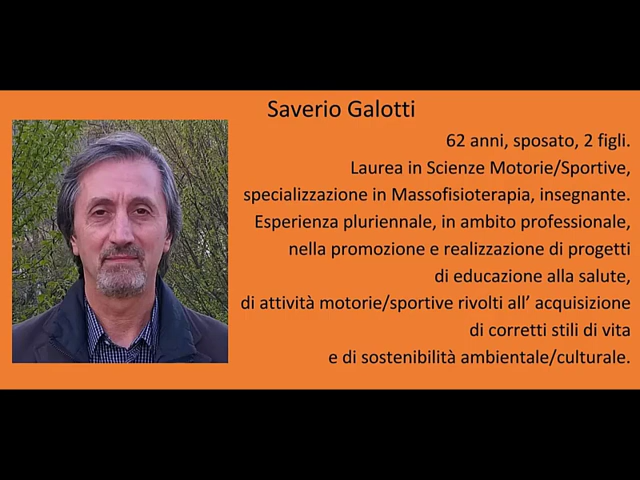 Saverio Galotti
62 anni, sposato, 2 figli.
Laurea in Scienze Motorie/Sportive,
specializzazione in Massofisioterapia, insegnante.
Esperienza pluriennale, in ambito professionale,
nella promozione e realizzazione di progetti
di educazione alla salute,
di attività motorie/sportive rivolti all’ acquisizione
di corretti stili di vita
e di sostenibilità ambientale/culturale.